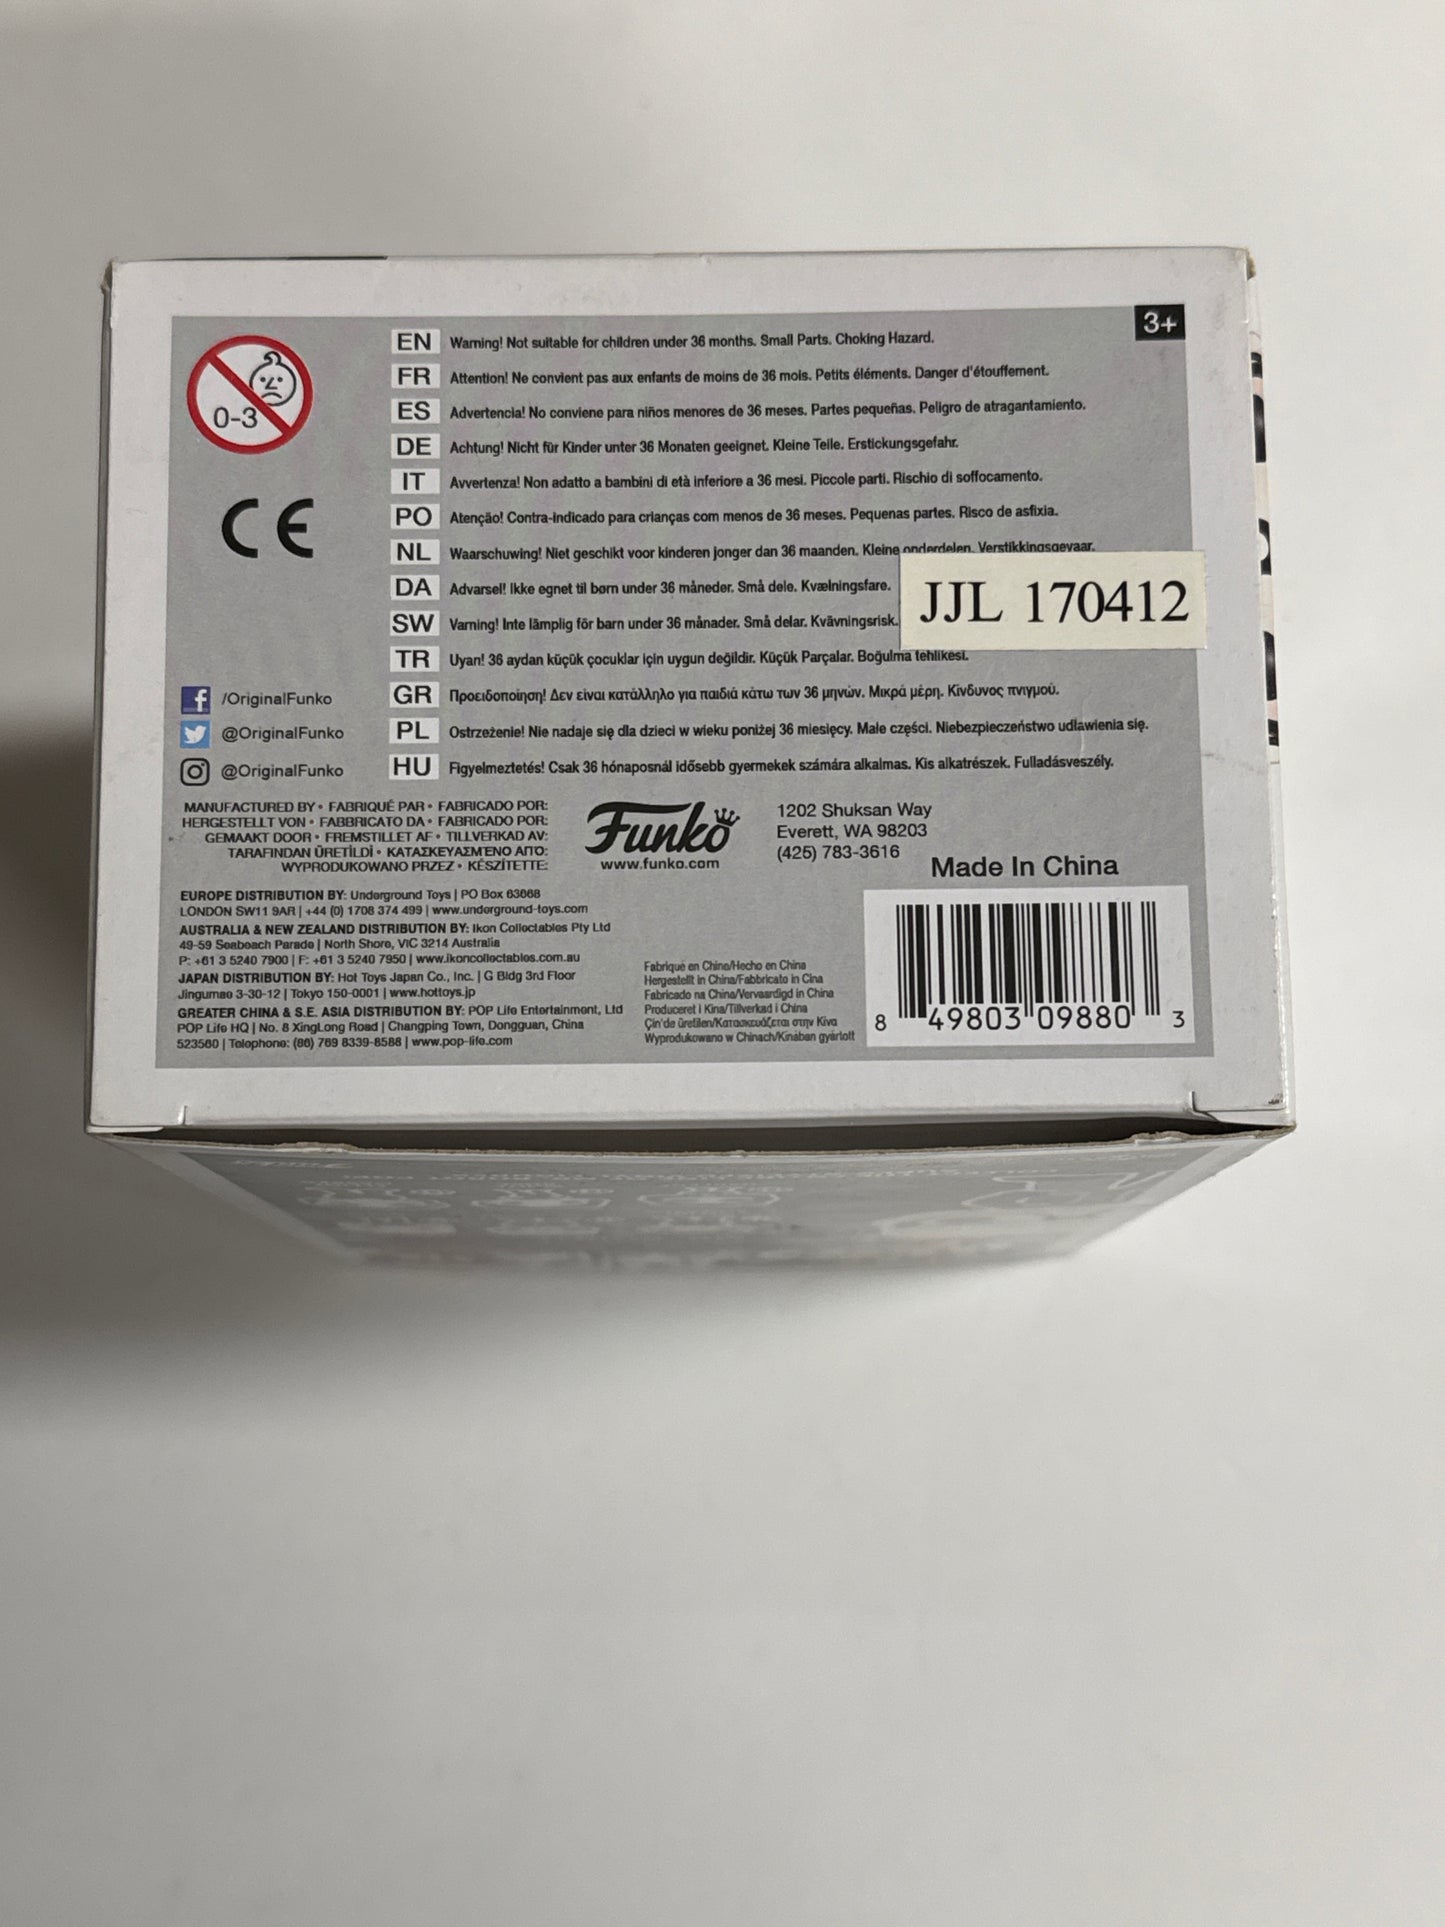 3+
0-3
EN Warning! Not suitable for children under 36 months. Small Parts. Choking Hazard.
FR Attention! Ne convient pas aux enfants de moins de 36 mois. Petits éléments. Danger d'étouffement.
ES Advertencia! No conviene para niños menores de 36 meses. Partes pequeñas. Peligro de atragantamiento.
DE Achtung! Nicht für Kinder unter 36 Monaten geeignet. Kleine Teile. Erstickungsgefahr.
IT Avvertenza! Non adatto a bambini di età inferiore a 36 mesi. Piccole parti. Rischio di soffocamento.
PO Atenção! Contra-indicado para crianças com menos de 36 meses. Pequenas partes. Risco de asfixia.
NL Waarschuwing! Niet geschikt voor kinderen jonger dan 36 maanden. Kleine onderdelen. Verstikkingsgevaar.
DA Advarsel! Ikke egnet til børn under 36 måneder. Små dele. Kvælningsfare.
SW Varning! Inte lämplig för barn under 36 månader. Små delar. Kvävningsrisk.
TR Uyan! 36 aydan küçük çocuklar için uygun değildir. Küçük Parçalar. Boğulma tehlikesi.
GR Προειδοποίηση! Δεν είναι κατάλληλο για παιδιά κάτω των 36 μηνών. Μικρά μέρη. Κίνδυνος πνιγμού.
PL Ostrzeżenie! Nie nadaje się dla dzieci w wieku poniżej 36 miesięcy. Małe części. Niebezpieczeństwo udławienia się.
HU Figyelmeztetés! Csak 36 hónaposnál idősebb gyermekek számára alkalmas. Kis alkatrészek. Fulladásveszély.
JJL 170412
CE
/OriginalFunko
@OriginalFunko
@OriginalFunko
MANUFACTURED BY • FABRIQUÉ PAR • FABRICADO POR:
HERGESTELLT VON • FABBRICATO DA • FABRICADO POR:
GEMAAKT DOOR • FREMSTILLET AF • TILLVERKAD AV:
TARAFINDAN ÜRETİLDİ • ΚΑΤΑΣΚΕΥΑΣΜΈΝΟ ΑΠΌ:
WYPRODUKOWANO PRZEZ • KÉSZÍTETTE:
Funko
www.funko.com
1202 Shuksan Way
Everett, WA 98203
(425) 783-3616
Made In China
EUROPE DISTRIBUTION BY: Underground Toys | PO Box 63668
LONDON SW11 9AR | +44 (0) 1708 374 499 | www.underground-toys.com
AUSTRALIA & NEW ZEALAND DISTRIBUTION BY: Ikon Collectables Pty Ltd
49-59 Seabeach Parade | North Shore, VIC 3214 Australia
P: +61 3 5240 7900 | F: +61 3 5240 7950 | www.ikoncollectables.com.au
JAPAN DISTRIBUTION BY: Hot Toys Japan Co., Inc. | G Bldg 3rd Floor
Jingumae 3-30-12 | Tokyo 150-0001 | www.hottoys.jp
GREATER CHINA & S.E. ASIA DISTRIBUTION BY: POP Life Entertainment, Ltd
POP Life HQ | No. 8 XingLong Road | Changping Town, Dongguan, China
523560 | Telephone: (86) 769 8339-8588 | www.pop-life.com
Fabriqué en Chine/Hecho en China
Hergestellt in China/Fabbricato in Cina
Fabricado na China/Vervaardigd in China
Produceret i Kina/Tillverkad i China
Çin'de üretilen/Κατασκευάζεται στην Κίνα
Wyprodukowano w Chinach/Kínában gyártott
8 49803 09880 3